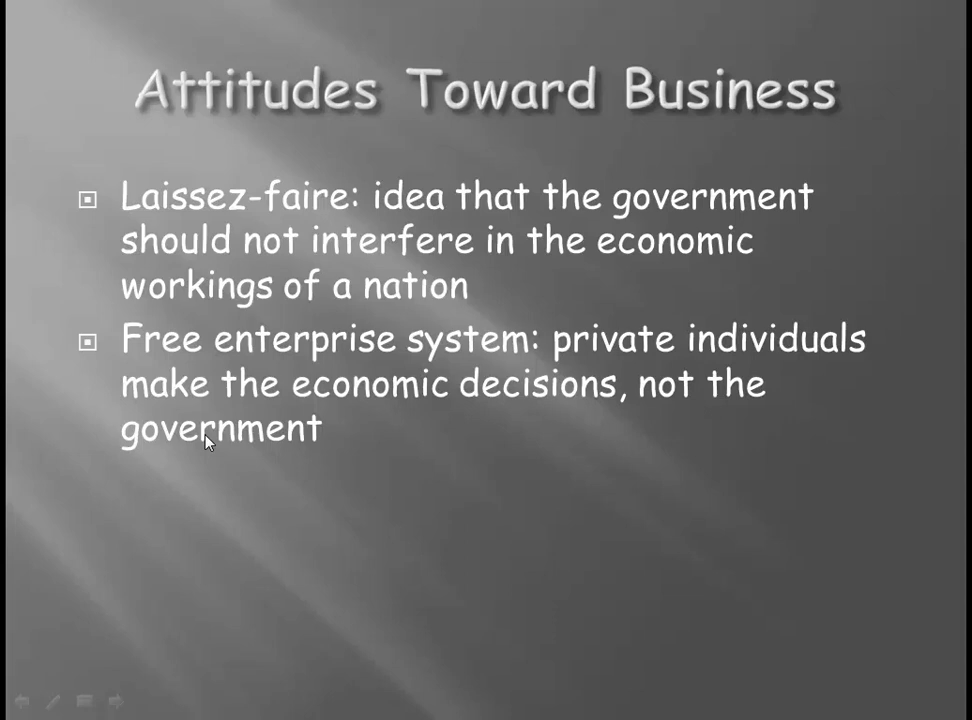 Attitudes Toward Business
Laissez-faire: idea that the government
should not interfere in the economic
workings of a nation
Free enterprise system: private individuals
make the economic decisions, not the
government